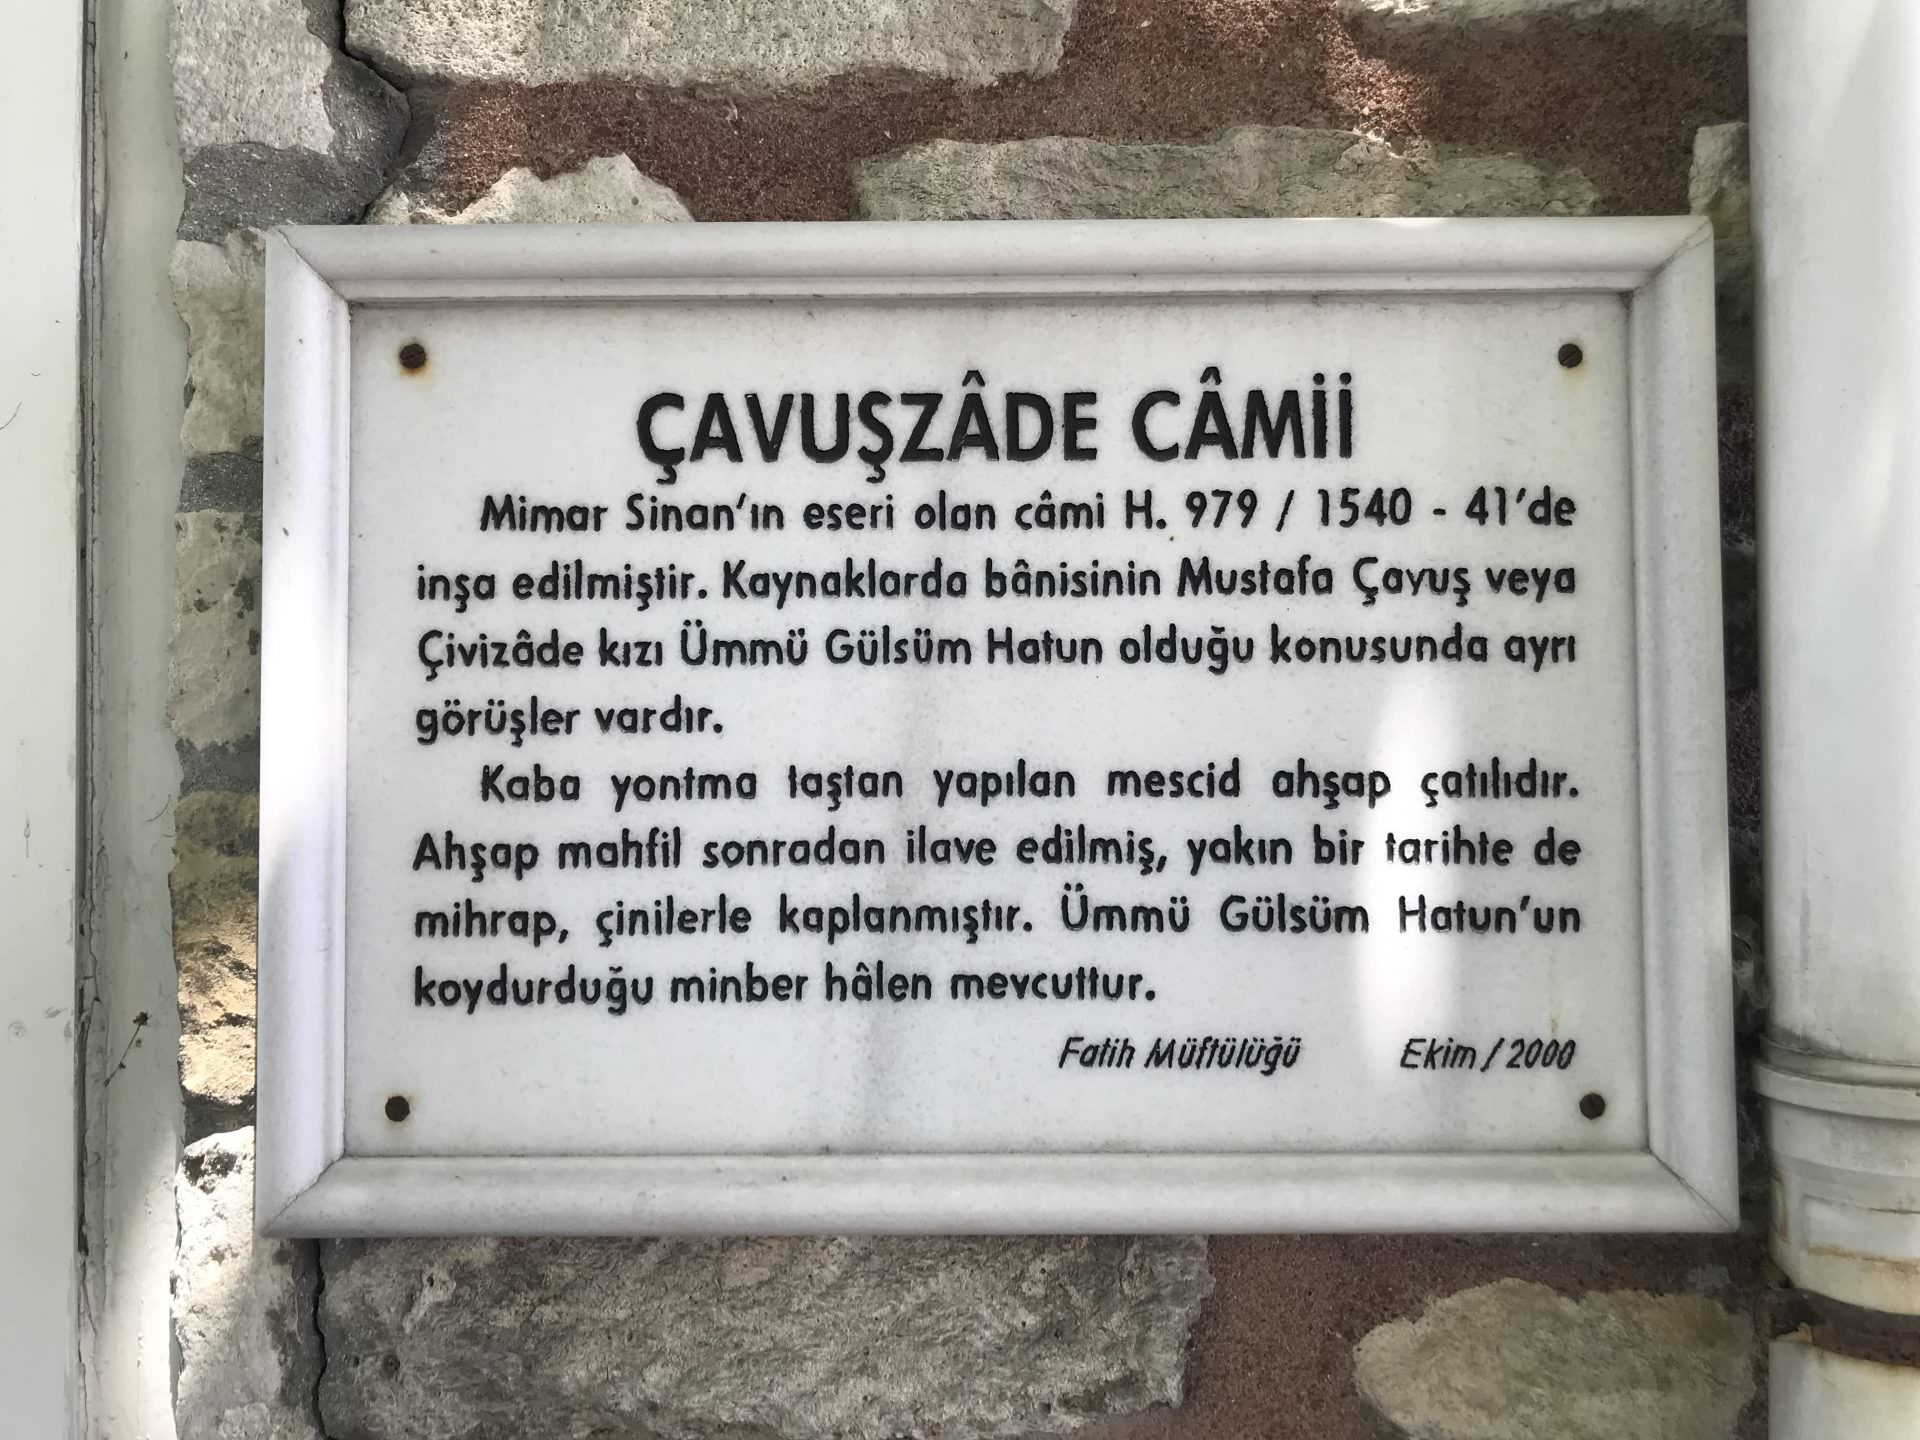 ÇAVUŞZÂDE CÂMİİ
Mimar Sinan'ın eseri olan câmi H. 979 / 1540 - 41'de
inşa edilmiştir. Kaynaklarda bânisinin Mustafa Çavuş veya
Çivizâde kızı Ümmü Gülsüm Hatun olduğu konusunda ayrı
görüşler vardır.
Kaba yontma taştan yapılan mescid ahşap çatılıdır.
Ahşap mahfil sonradan ilave edilmiş, yakın bir tarihte de
mihrap, çinilerle kaplanmıştır. Ümmü Gülsüm Hatun'un
koydurduğu minber hâlen mevcuttur.
Fatih Müftülüğü Ekim / 2000